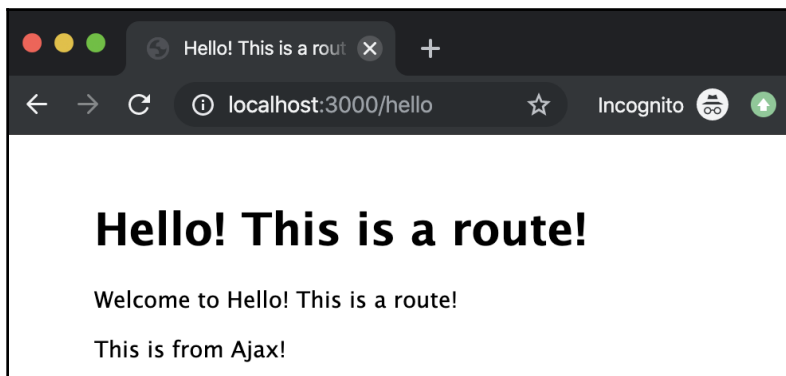 Hello! This is a rout
localhost:3000/hello
Incognito
Hello! This is a route!
Welcome to Hello! This is a route!
This is from Ajax!